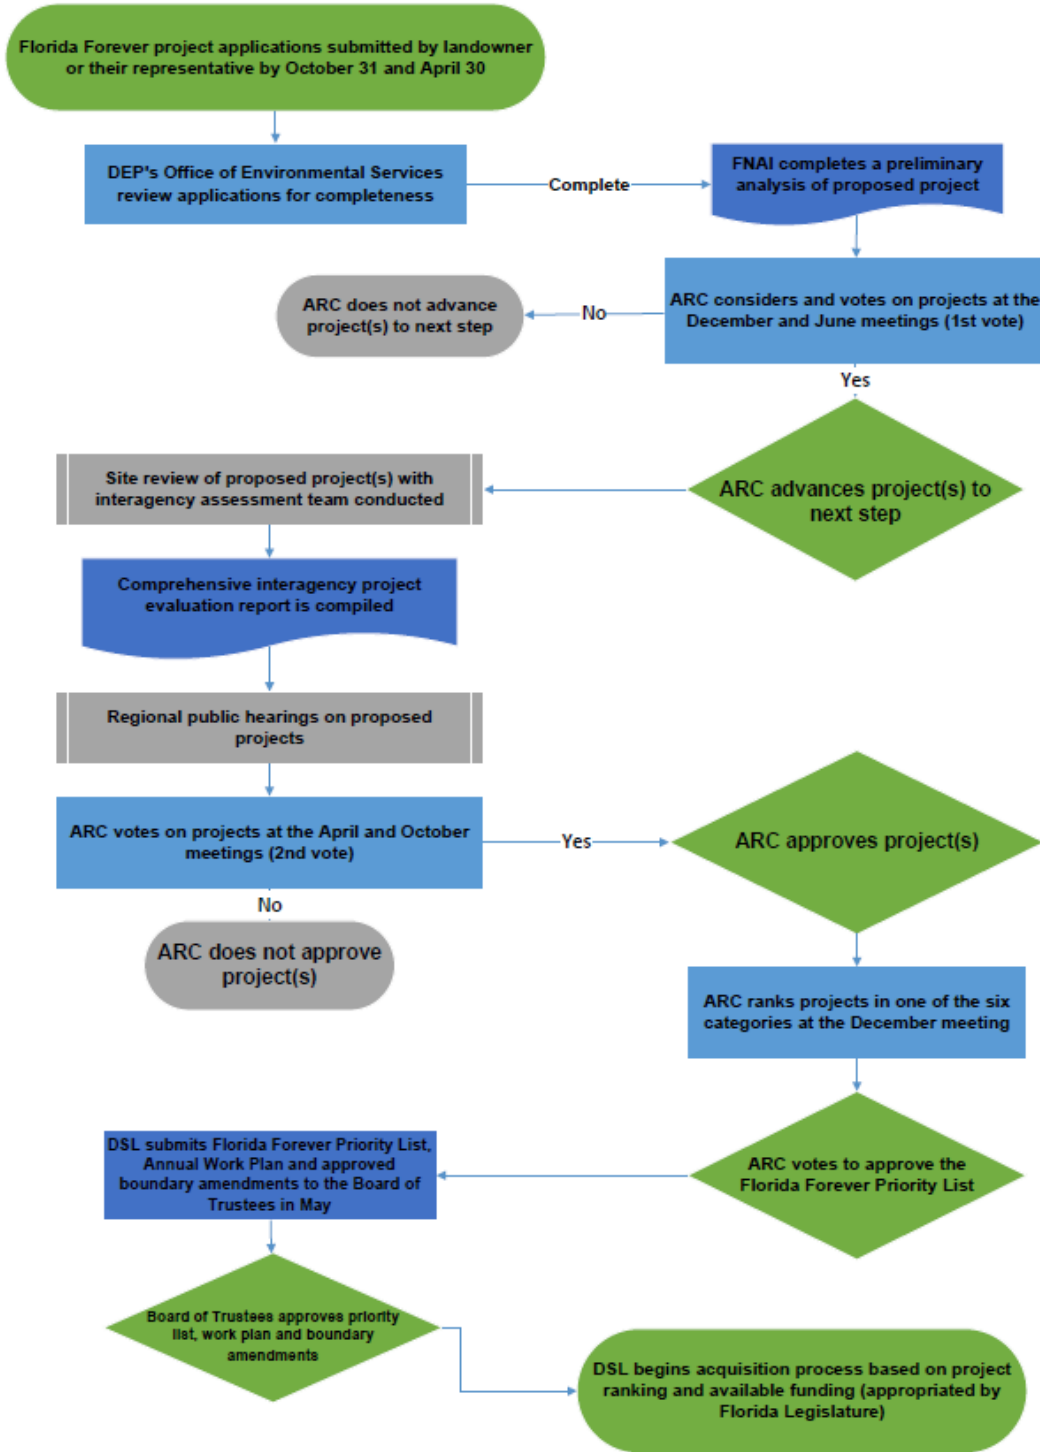 Florida Forever project applications submitted by landowner
or their representative by October 31 and April 30
DEP's Office of Environmental Services
review applications for completeness
Complete
FNAI completes a preliminary
analysis of proposed project
ARC considers and votes on projects at the
December and June meetings (1st vote)
No
ARC does not advance
project(s) to next step
Yes
ARC advances project(s) to
next step
Site review of proposed project(s) with
interagency assessment team conducted
Comprehensive interagency project
evaluation report is compiled
Regional public hearings on proposed
projects
ARC votes on projects at the April and October
meetings (2nd vote)
Yes
ARC approves project(s)
No
ARC does not approve
project(s)
ARC ranks projects in one of the six
categories at the December meeting
ARC votes to approve the
Florida Forever Priority List
DSL submits Florida Forever Priority List,
Annual Work Plan and approved
boundary amendments to the Board of
Trustees in May
Board of Trustees approves priority
list, work plan and boundary
amendments
DSL begins acquisition process based on project
ranking and available funding (appropriated by
Florida Legislature)